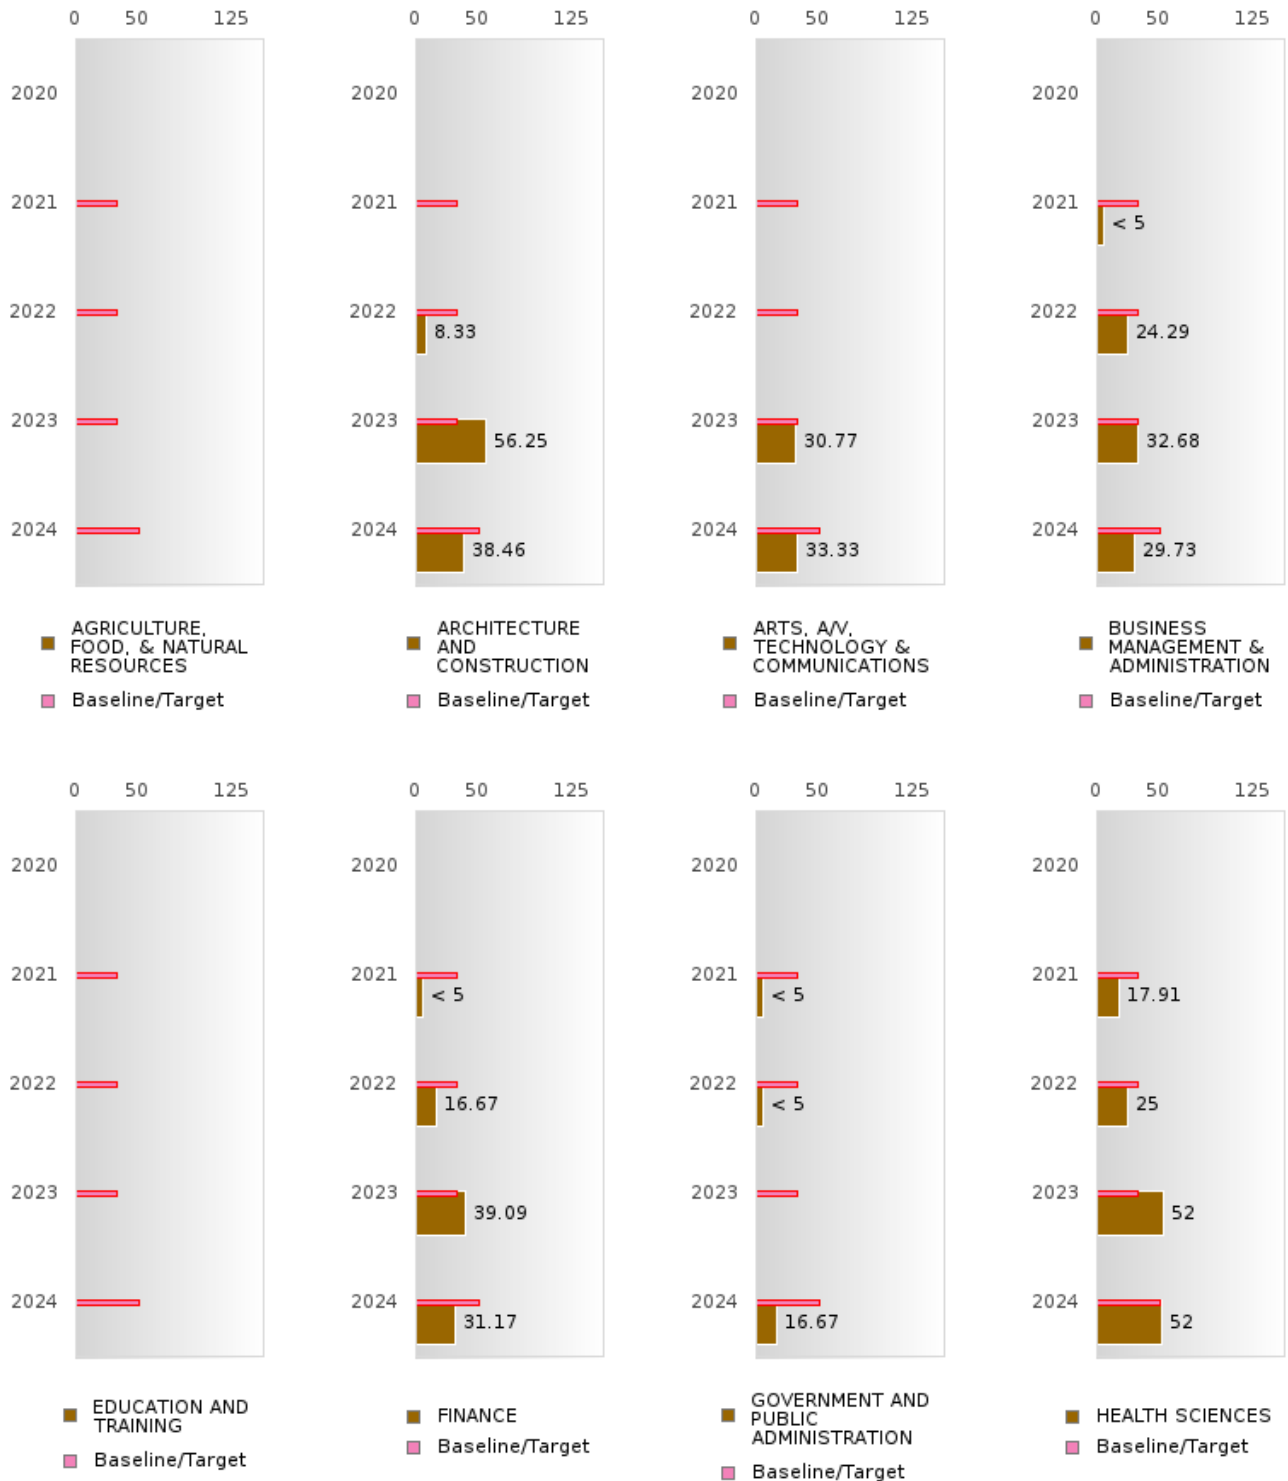 0 50 125 0 50 125 0 50 125 0 50 125
2020 2020 2020 2020
2021 2021 2021 2021
< 5
2022 2022 2022 2022
8.33 24.29
2023 2023 2023 2023
56.25 30.77 32.68
2024 2024 2024 2024
38.46 33.33 29.73
AGRICULTURE,
FOOD, & NATURAL
RESOURCES
Baseline/Target
ARCHITECTURE
AND
CONSTRUCTION
Baseline/Target
ARTS, A/V,
TECHNOLOGY &
COMMUNICATIONS
Baseline/Target
BUSINESS
MANAGEMENT &
ADMINISTRATION
Baseline/Target
0 50 125 0 50 125 0 50 125 0 50 125
2020 2020 2020 2020
2021 2021 2021 2021
< 5 < 5 17.91
2022 2022 2022 2022
16.67 < 5 25
2023 2023 2023 2023
39.09 52
2024 2024 2024 2024
31.17 16.67 52
EDUCATION AND
TRAINING
Baseline/Target
FINANCE
Baseline/Target
GOVERNMENT AND
PUBLIC
ADMINISTRATION
Baseline/Target
HEALTH SCIENCES
Baseline/Target